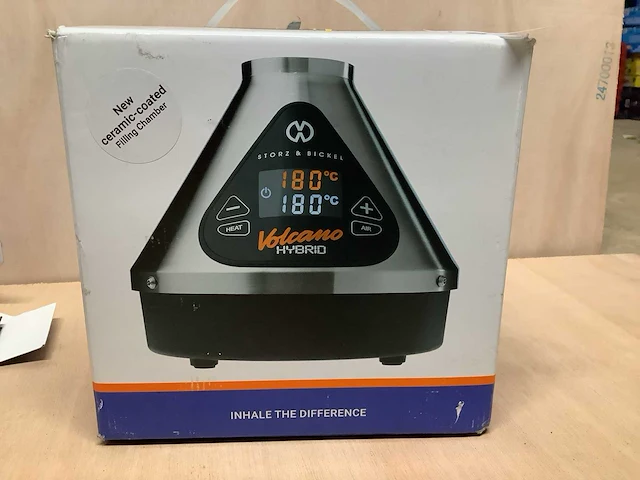 24700012
New
ceramic-coated
Filling Chamber
STORZ & BICKEL
180°C
180°C
HEAT
AIR
Volcano
HYBRID
INHALE THE DIFFERENCE